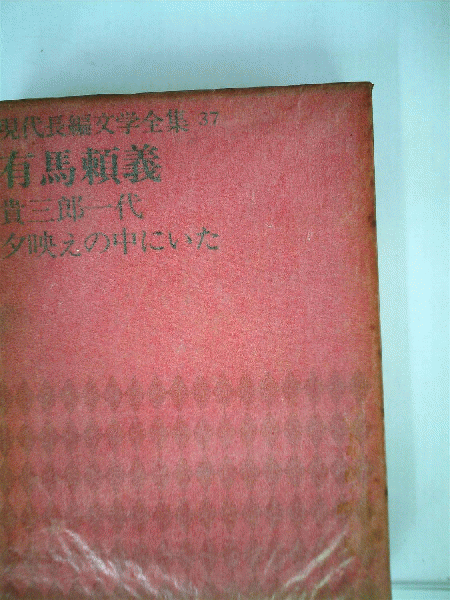 現代長編文学全集 37
有馬頼義
貴三郎一代
夕映えの中にいた